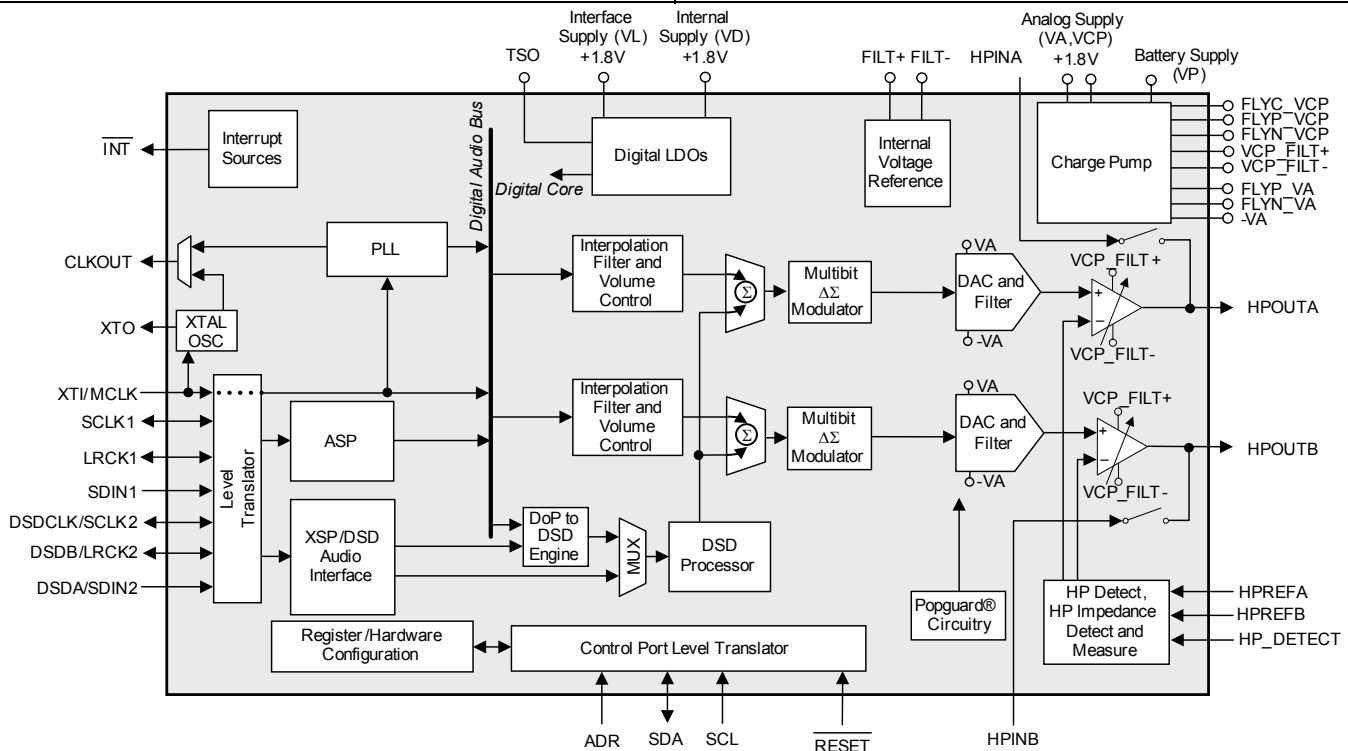 Interface
Supply (VL)
+1.8V
Internal
Supply (VD)
+1.8V
Analog Supply
(VA,VCP)
+1.8V
Battery Supply
(VP)
TSO
FILT+ FILT-
HPINA
INT
Interrupt
Sources
Digital Audio Bus
Digital LDOs
Digital Core
Internal
Voltage
Reference
Charge Pump
FLYC_VCP
FLYP_VCP
FLYN_VCP
VCP_FILT+
VCP_FILT-
FLYP_VA
FLYN_VA
-VA
CLKOUT
PLL
Interpolation
Filter and
Volume
Control
Σ
Multibit
ΔΣ
Modulator
VA
DAC and
Filter
-VA
VCP_FILT+
+
−
VCP_FILT-
HPOUTA
XTO
XTAL
OSC
XTI/MCLK
SCLK1
LRCK1
SDIN1
DSDCLK/SCLK2
DSDB/LRCK2
DSDA/SDIN2
Level
Translator
ASP
Interpolation
Filter and
Volume
Control
Σ
Multibit
ΔΣ
Modulator
VA
DAC and
Filter
-VA
VCP_FILT+
+
−
VCP_FILT-
HPOUTB
XSP/DSD
Audio
Interface
DoP to
DSD
Engine
MUX
DSD
Processor
Popguard®
Circuitry
HP Detect,
HP Impedance
Detect and
Measure
HPREFA
HPREFB
HP_DETECT
Register/Hardware
Configuration
Control Port Level Translator
ADR
SDA
SCL
RESET
HPINB